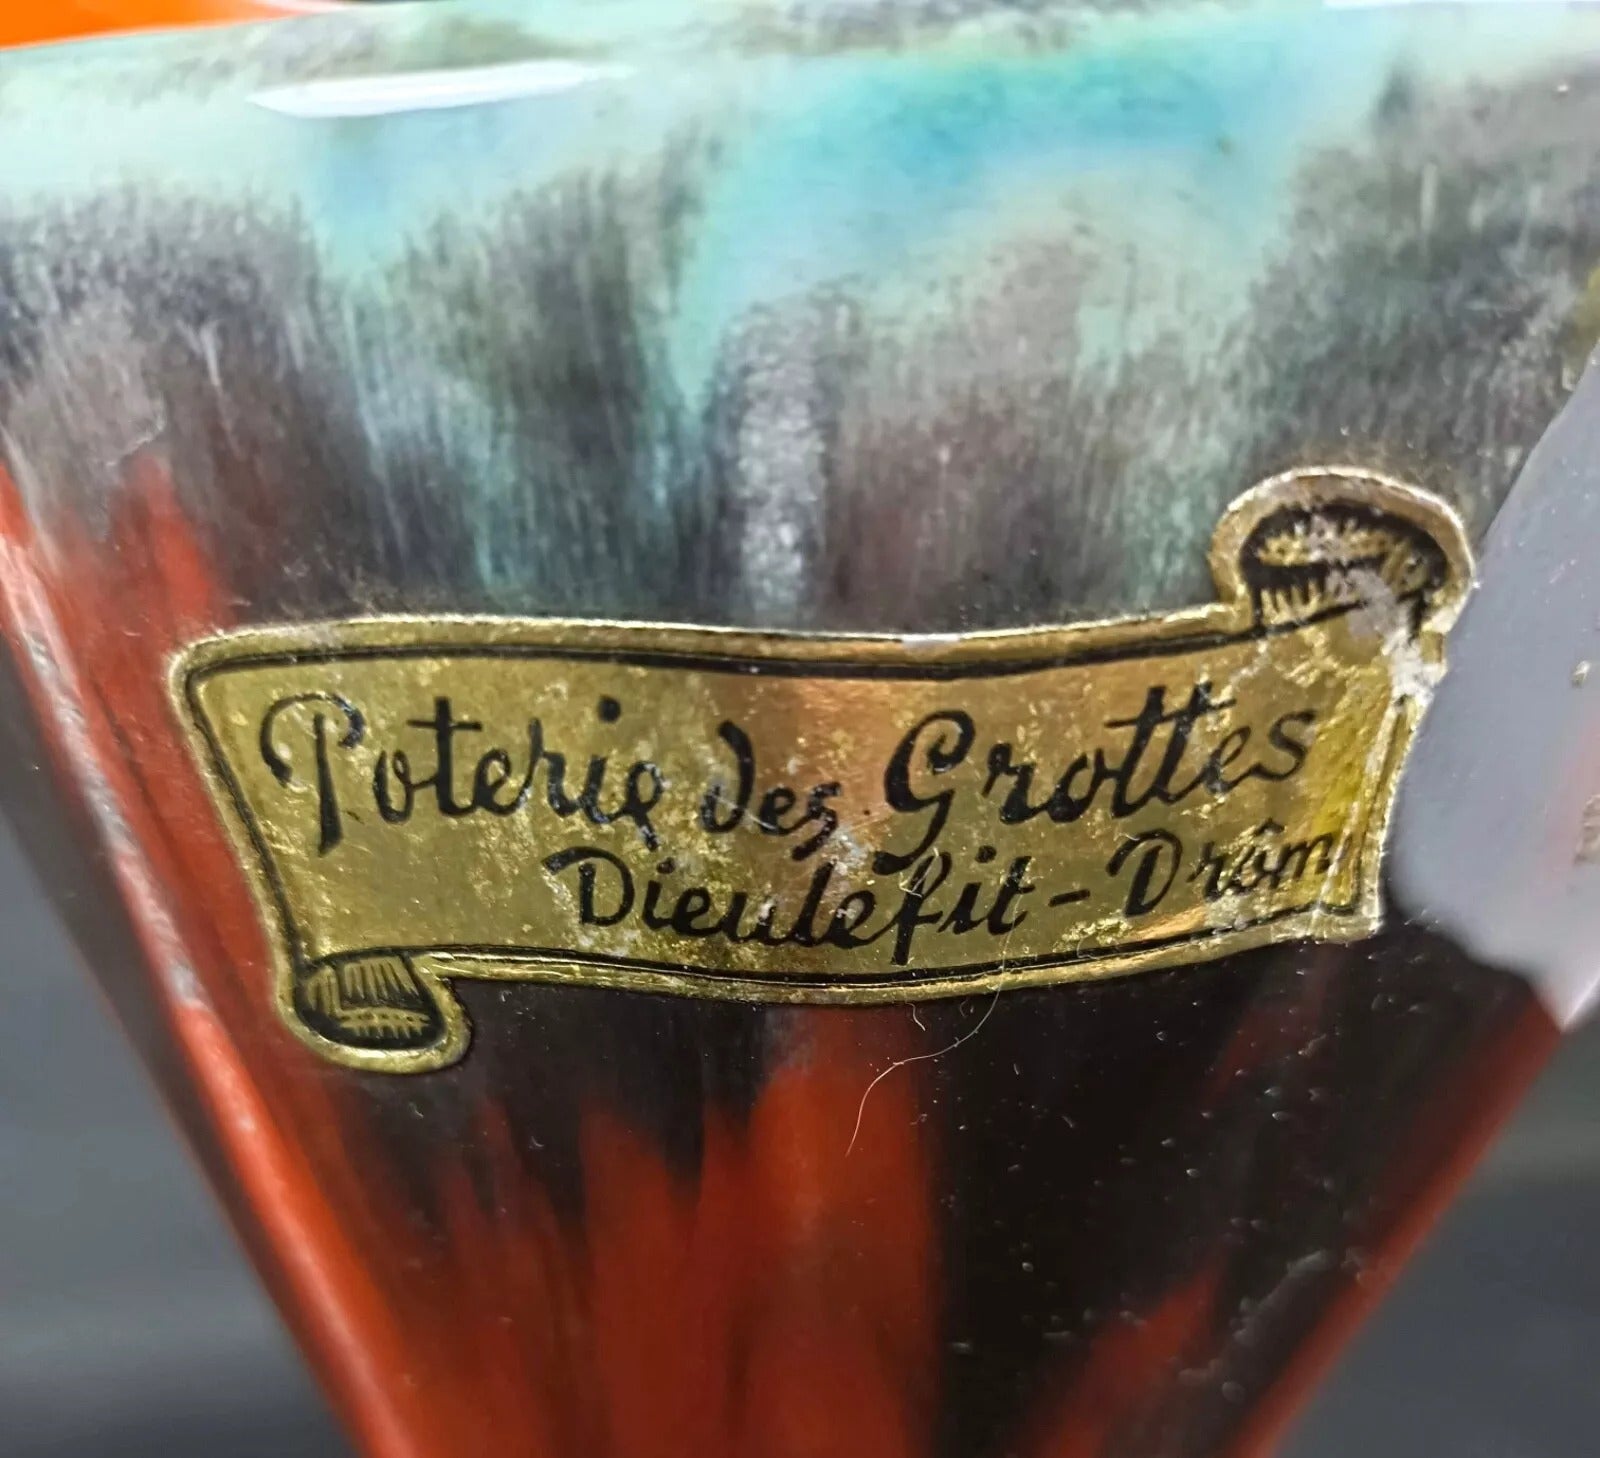 Poterie des Grottes
Dieulefit - Drôm